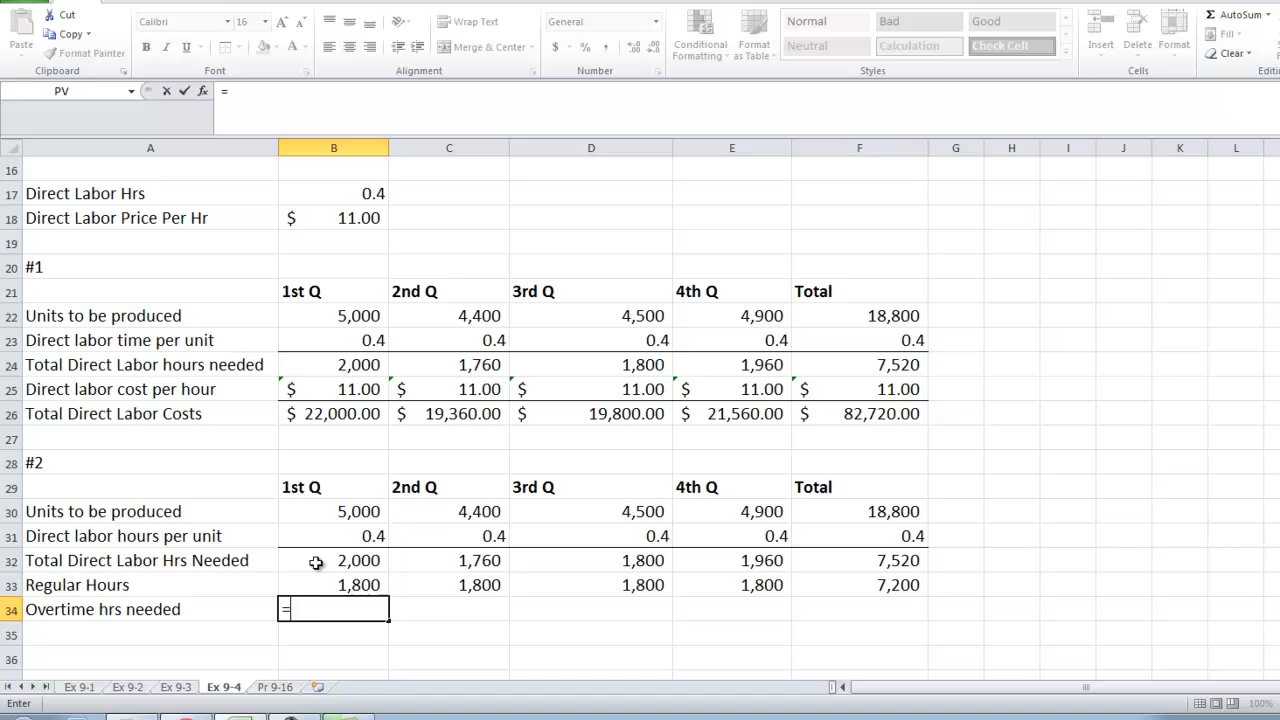 Cut
Calibri 16
Wrap Text
General
Normal Bad Good
AutoSum
Paste
Copy
Conditional Formatting
Format as Table
Insert Delete Format
Fill
Format Painter
B I U
Merge & Center
$ % ,
Neutral Calculation Check Cell
Clear
Clipboard Font Alignment Number Styles Cells
PV fx =
A B C D E F G H I J K L
16
17 Direct Labor Hrs 0.4
18 Direct Labor Price Per Hr $ 11.00
19
20 #1
21 1st Q 2nd Q 3rd Q 4th Q Total
22 Units to be produced 5,000 4,400 4,500 4,900 18,800
23 Direct labor time per unit 0.4 0.4 0.4 0.4 0.4
24 Total Direct Labor hours needed 2,000 1,760 1,800 1,960 7,520
25 Direct labor cost per hour $ 11.00 $ 11.00 $ 11.00 $ 11.00 $ 11.00
26 Total Direct Labor Costs $ 22,000.00 $ 19,360.00 $ 19,800.00 $ 21,560.00 $ 82,720.00
27
28 #2
29 1st Q 2nd Q 3rd Q 4th Q Total
30 Units to be produced 5,000 4,400 4,500 4,900 18,800
31 Direct labor hours per unit 0.4 0.4 0.4 0.4 0.4
32 Total Direct Labor Hrs Needed 2,000 1,760 1,800 1,960 7,520
33 Regular Hours 1,800 1,800 1,800 1,800 7,200
34 Overtime hrs needed =
35
36
Ex 9-1 Ex 9-2 Ex 9-3 Ex 9-4 Pr 9-16
Enter 100%